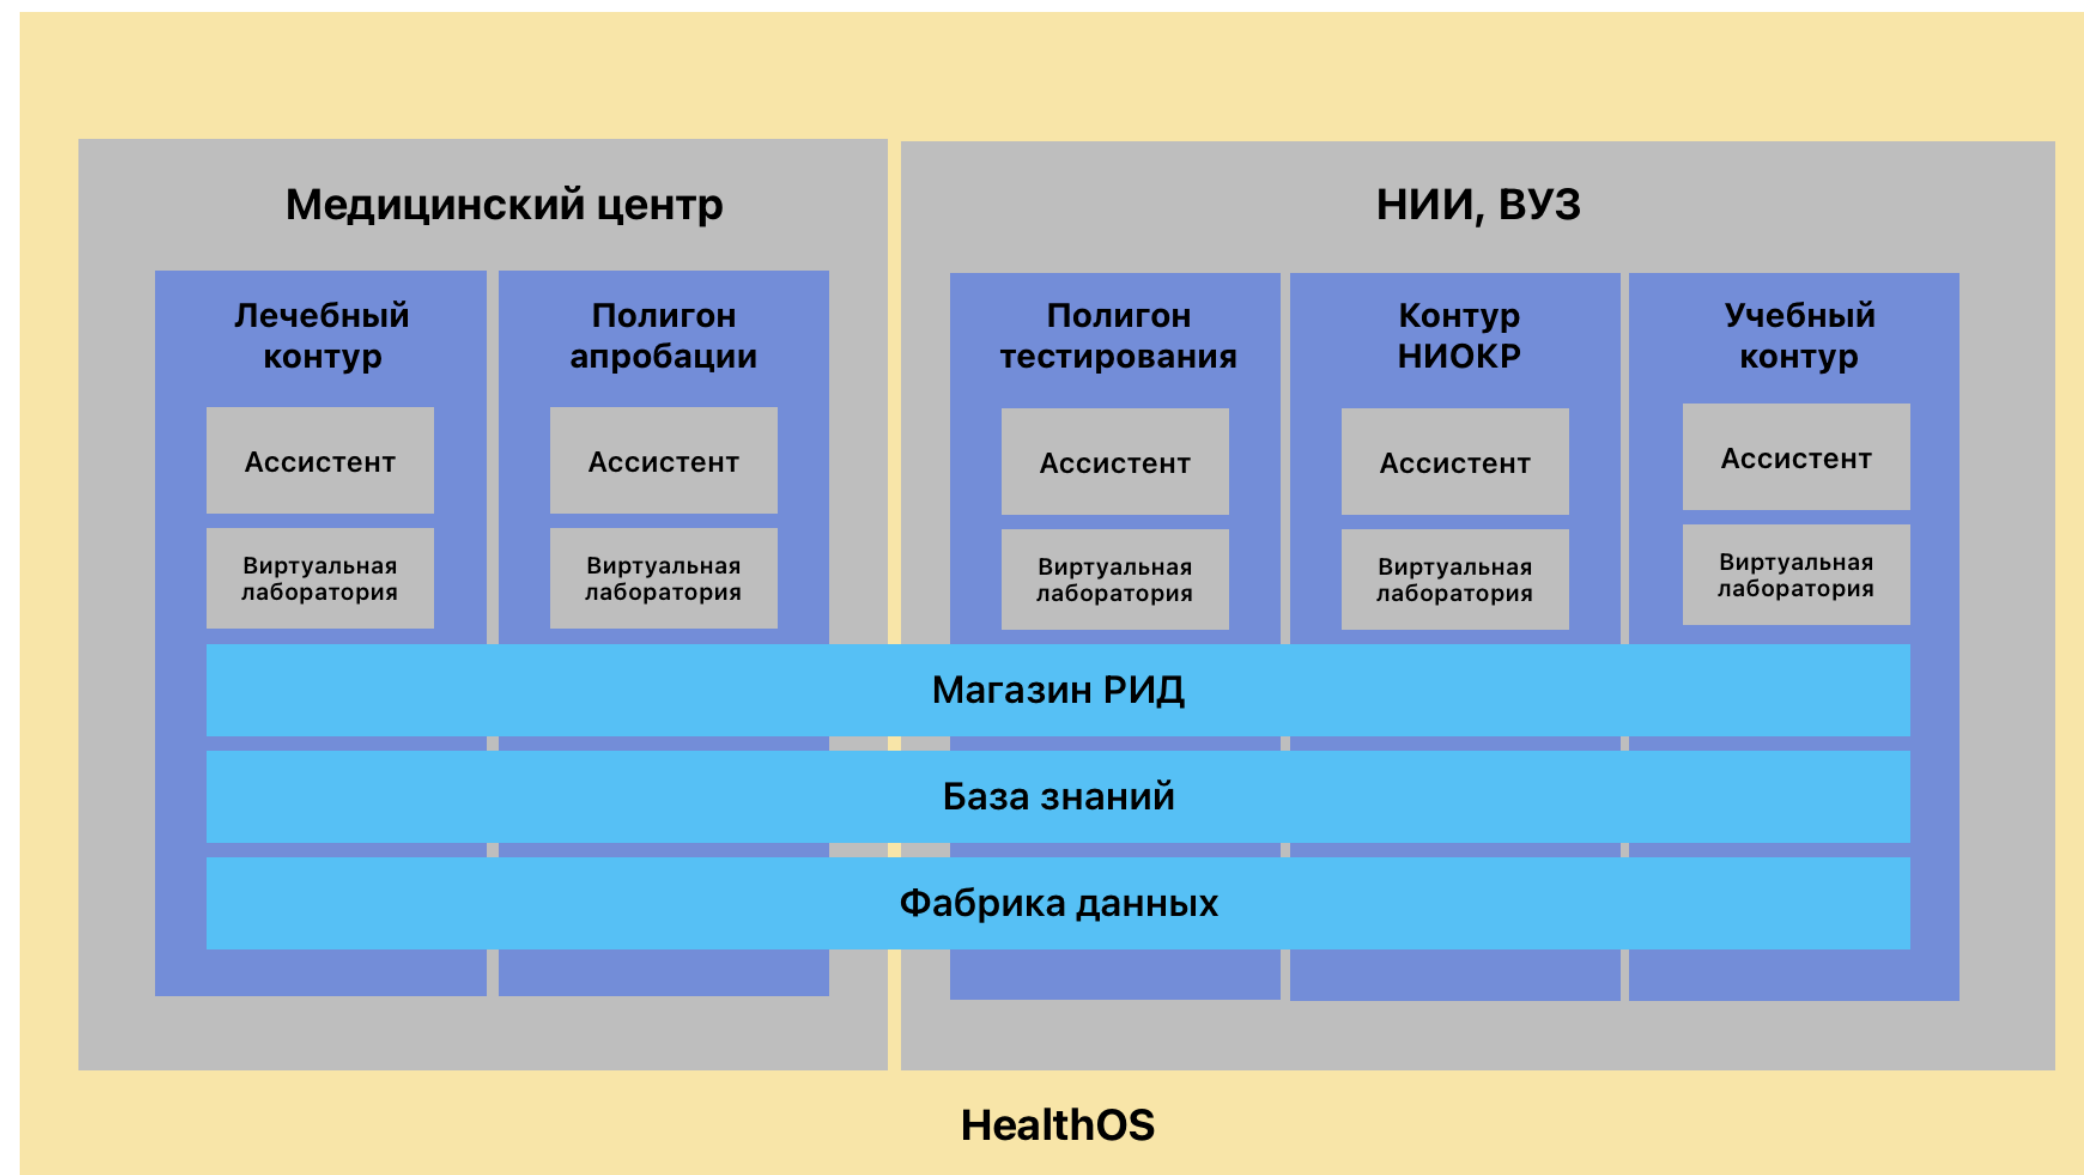 Медицинский центр
НИИ, ВУЗ
Лечебный
контур
Полигон
апробации
Полигон
тестирования
Контур
НИОКР
Учебный
контур
Ассистент
Ассистент
Ассистент
Ассистент
Ассистент
Виртуальная
лаборатория
Виртуальная
лаборатория
Виртуальная
лаборатория
Виртуальная
лаборатория
Виртуальная
лаборатория
Магазин РИД
База знаний
Фабрика данных
HealthOS